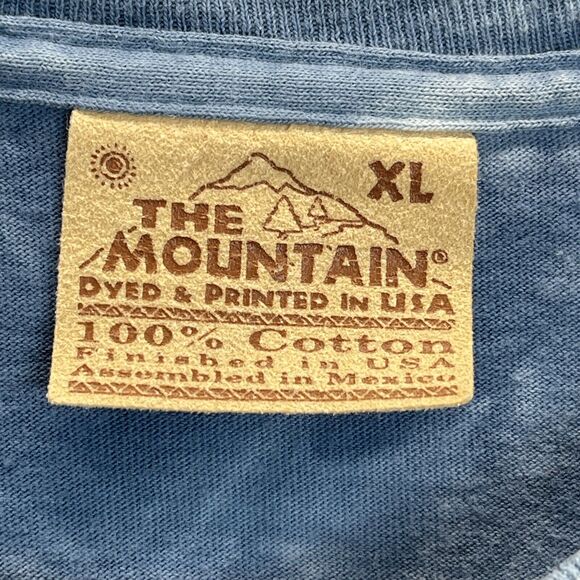 XL
THE
MOUNTAIN®
DYED & PRINTED IN USA
100% Cotton
Finished in USA
Assembled in Mexico